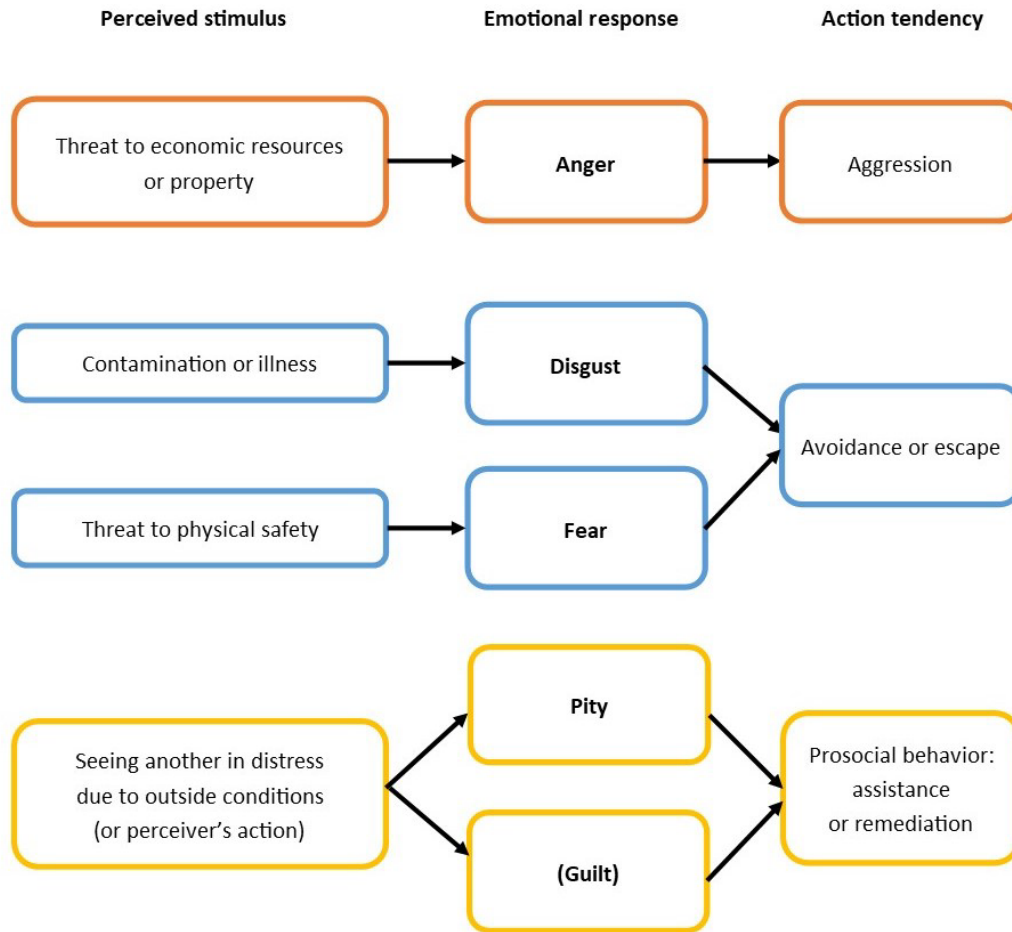 Perceived stimulus
Emotional response
Action tendency
Threat to economic resources
or property
Anger
Aggression
Contamination or illness
Disgust
Avoidance or escape
Threat to physical safety
Fear
Seeing another in distress
due to outside conditions
(or perceiver’s action)
Pity
(Guilt)
Prosocial behavior:
assistance
or remediation